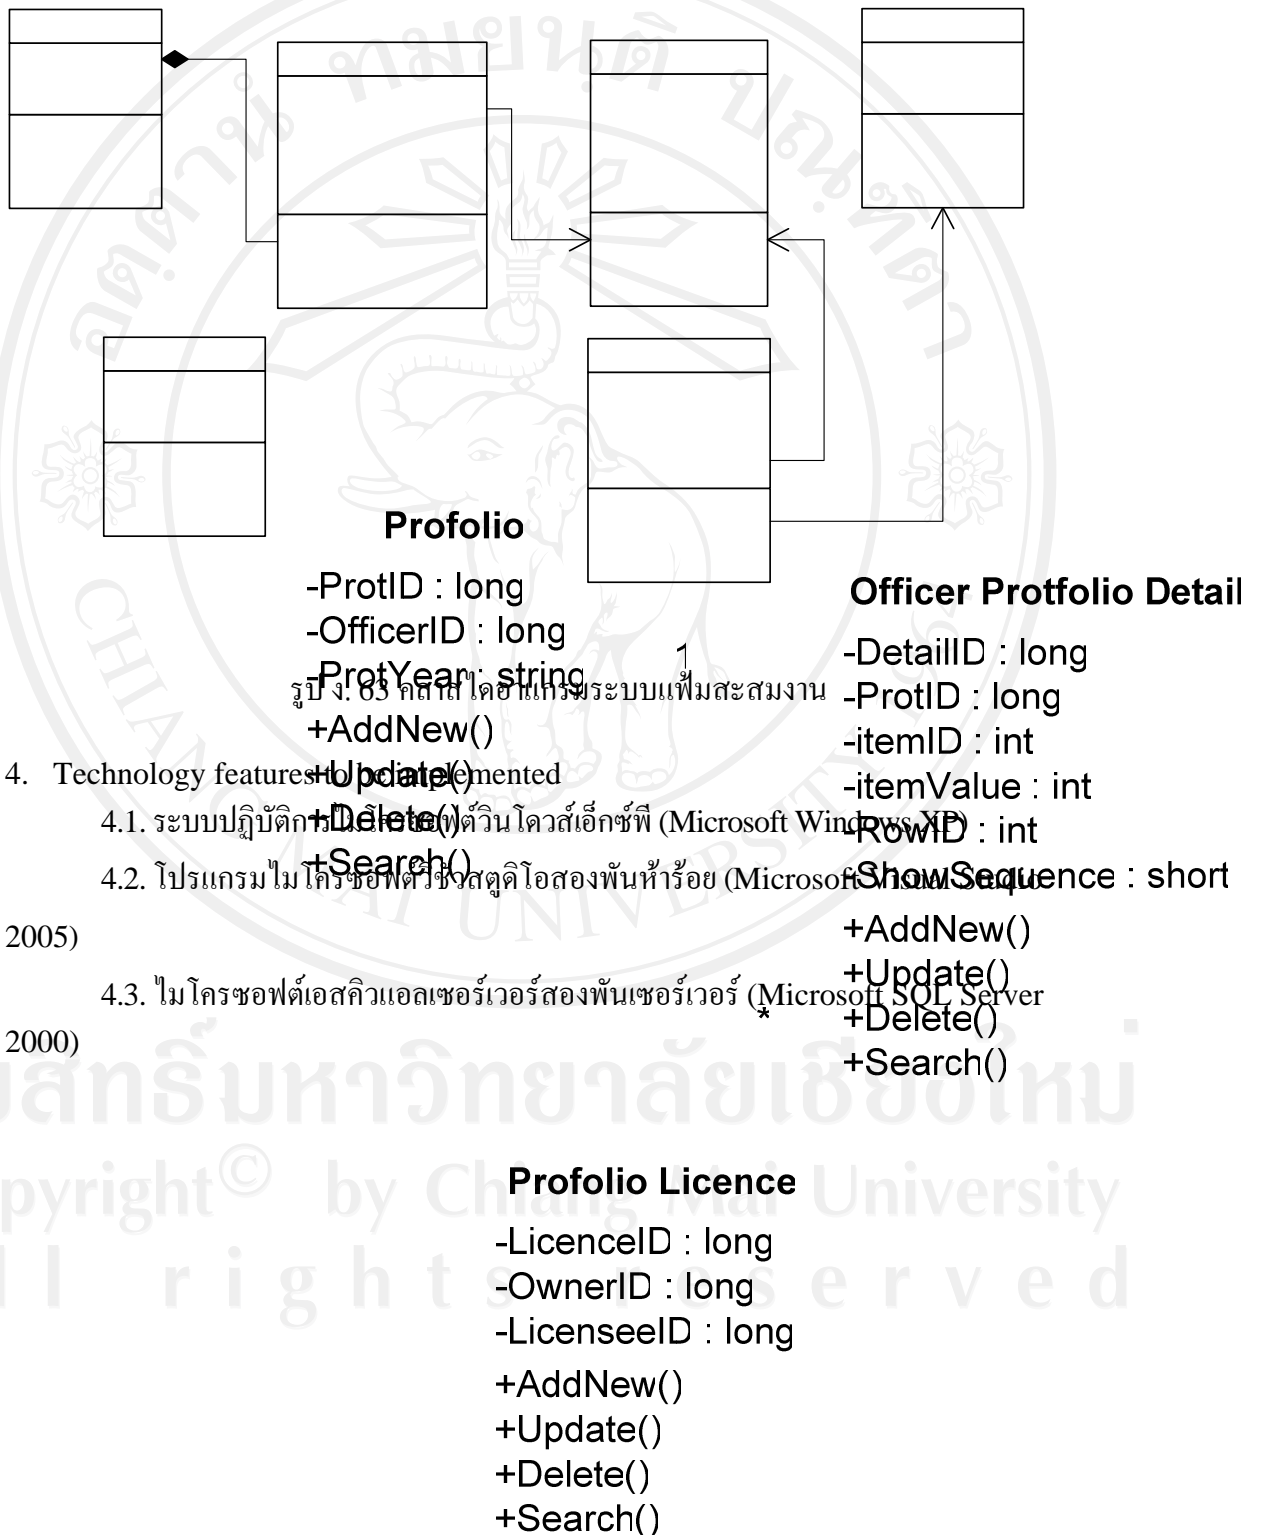 Profolio
-ProtID : long
-OfficerID : long
-ProtYear : string
+AddNew()
+Update()
+Delete()
+Search()
1
Officer Protfolio Detail
-DetailID : long
-ProtID : long
-itemID : int
-itemValue : int
-RowID : int
-ShowSequence : short
+AddNew()
+Update()
+Delete()
+Search()
*
รูป ง. 63 คลาสไดอาแกรมระบบแฟ้มสะสมงาน
4. Technology features to be implemented
4.1. ระบบปฏิบัติการไมโครซอฟต์วินโดวส์เอ็กซ์พี (Microsoft Windows XP)
4.2. โปรแกรมไมโครซอฟต์วิชัวสตูดิโอสองพันห้าร้อย (Microsoft Visual Studio
2005)
4.3. ไมโครซอฟต์เอสคิวแอลเซอร์เวอร์สองพันเซอร์เวอร์ (Microsoft SQL Server
2000)
Profolio Licence
-LicenceID : long
-OwnerID : long
-LicenseeID : long
+AddNew()
+Update()
+Delete()
+Search()
CHIANG MAI UNIVERSITY 1964
สิทธิ์มหาวิทยาลัยเชียงใหม่
pyright© by Chiang Mai University
ll rights reserved